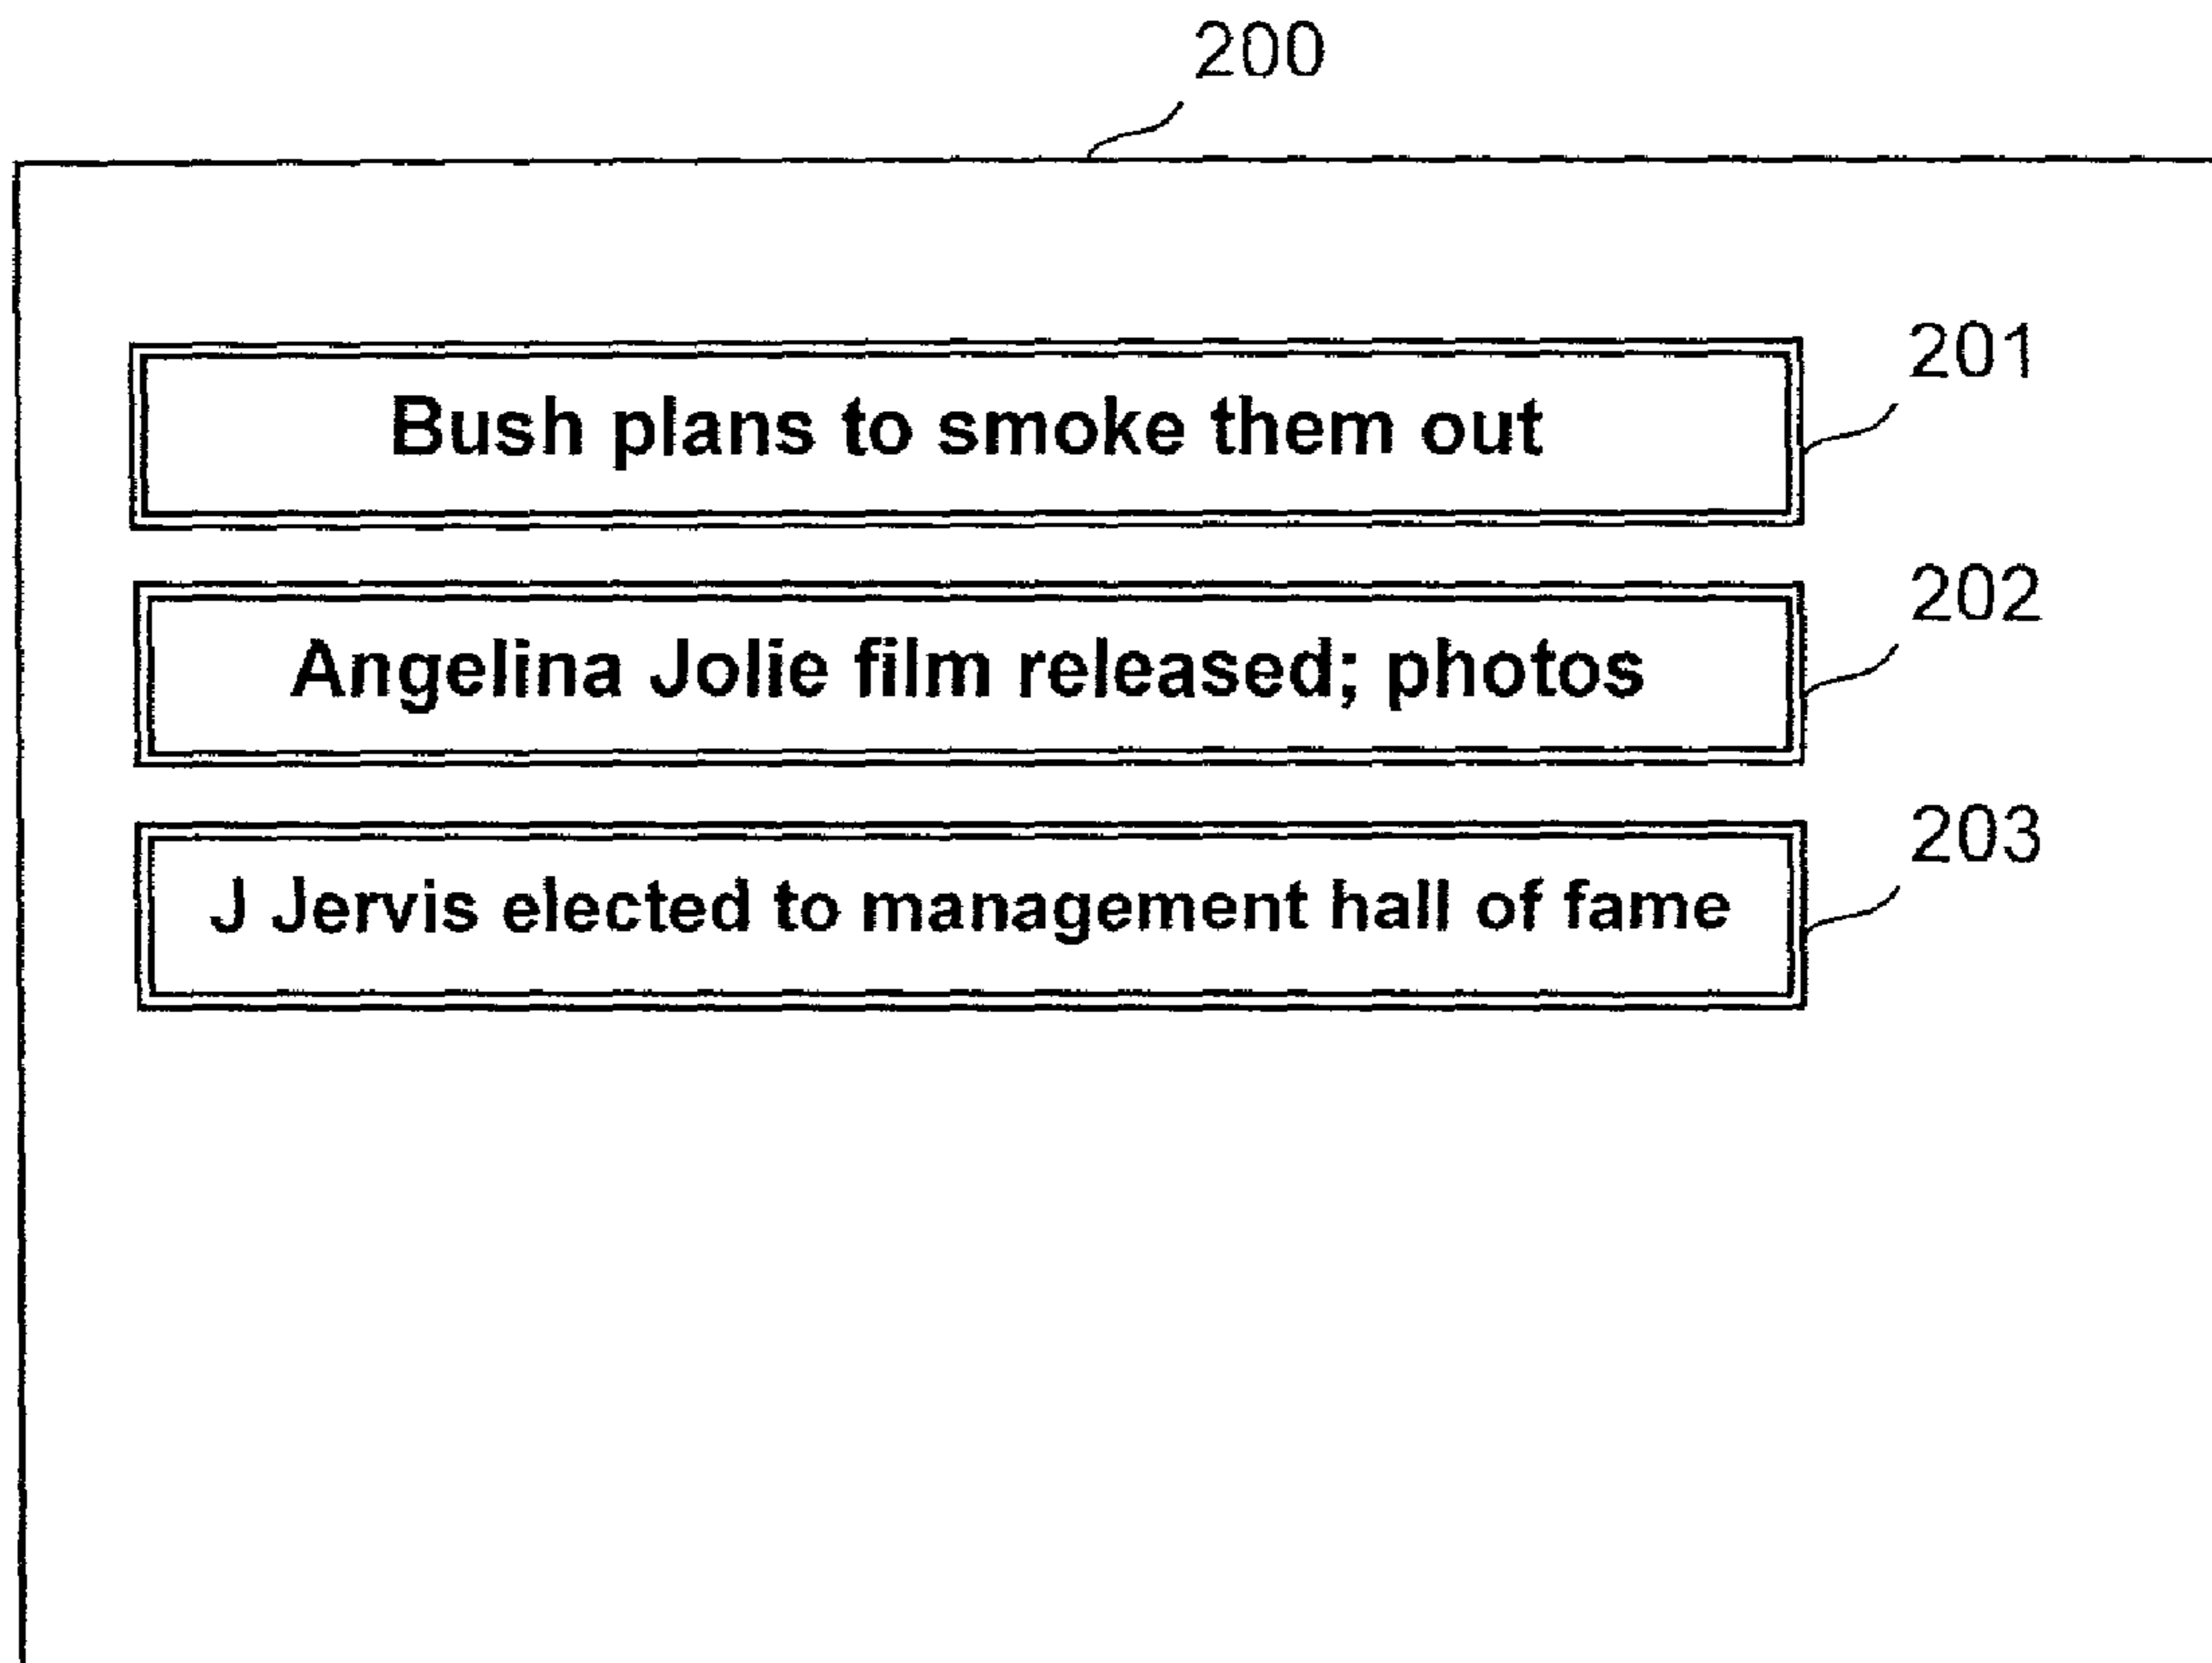 200
201
Bush plans to smoke them out
202
Angelina Jolie film released; photos
203
J Jervis elected to management hall of fame